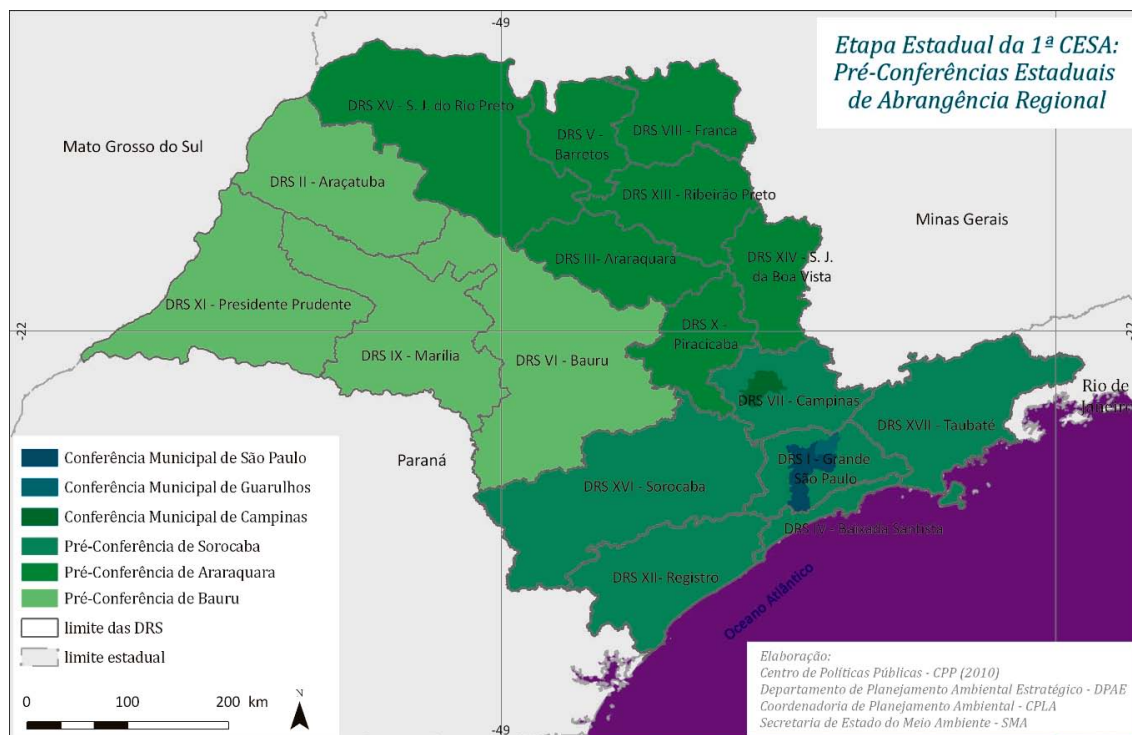 -49
Etapa Estadual da 1ª CESA:
Pré-Conferências Estaduais
de Abrangência Regional
DRS XV - S. J. do Rio Preto
DRS V -
Barretos
DRS VIII - Franca
Mato Grosso do Sul
DRS II - Araçatuba
DRS XIII - Ribeirão Preto
Minas Gerais
DRS III- Araraquara
DRS XIV - S. J.
da Boa Vista
DRS XI - Presidente Prudente
DRS X -
Piracicaba
-22
-22
DRS IX - Marília
DRS VI - Bauru
DRS VII - Campinas
Rio de
Janeiro
DRS XVII - Taubaté
Paraná
DRS I - Grande
São Paulo
DRS XVI - Sorocaba
DRS IV - Baixada Santista
DRS XII- Registro
Oceano Atlântico
Conferência Municipal de São Paulo
Conferência Municipal de Guarulhos
Conferência Municipal de Campinas
Pré-Conferência de Sorocaba
Pré-Conferência de Araraquara
Pré-Conferência de Bauru
limite das DRS
limite estadual
0 100 200 km
N
-49
Elaboração:
Centro de Políticas Públicas - CPP (2010)
Departamento de Planejamento Ambiental Estratégico - DPAE
Coordenadoria de Planejamento Ambiental - CPLA
Secretaria de Estado do Meio Ambiente - SMA